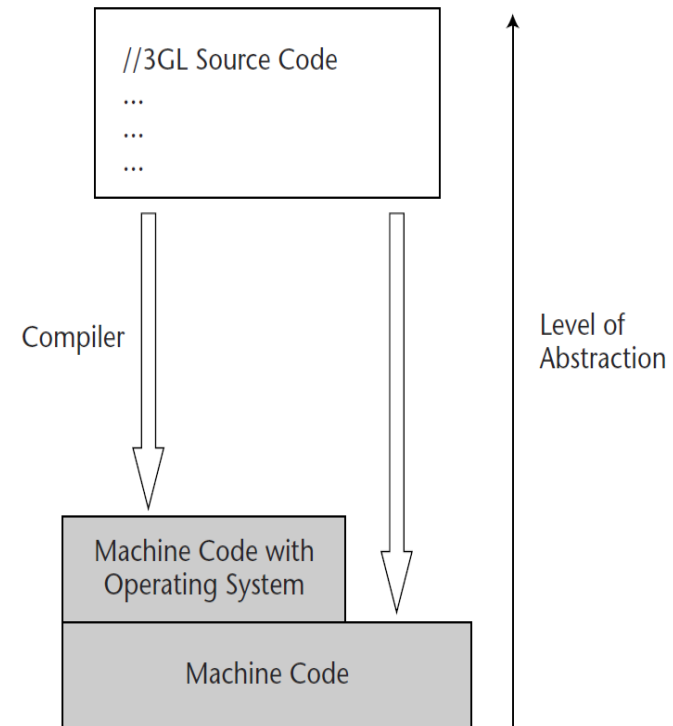 //3GL Source Code
...
...
...
Compiler
Level of
Abstraction
Machine Code with
Operating System
Machine Code